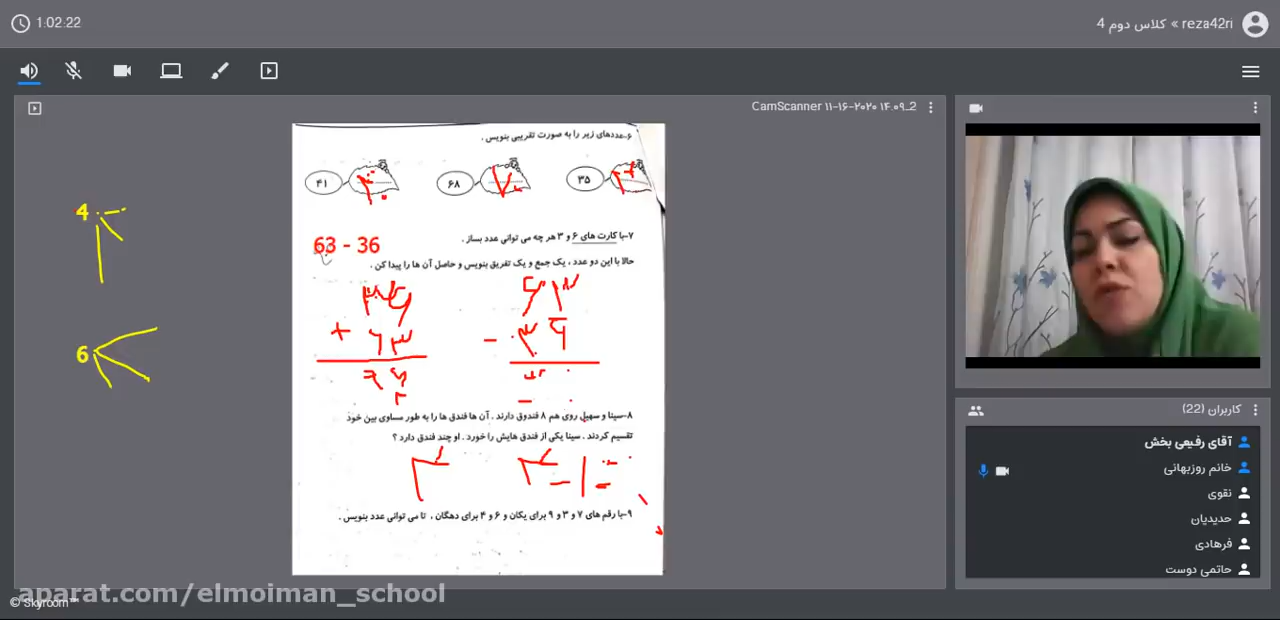 1:02.22
reza42ri » کلاس دوم 4
CamScanner ۱۱-۱۶-۲۰۲۰ ۱۴.۰۹_2
۶-عددهای زیر را به صورت تقریبی بنویس .
۳۵
۶۸
۴۱
۷-با کارت های ۶ و ۳ هر چه می توانی عدد بساز .
63 - 36
حالا با این دو عدد ، یک جمع و یک تفریق بنویس و حاصل آن ها را پیدا کن .
4
6
۸-سینا و سهیل روی هم ۸ فندوق دارند . آن ها فندق ها را به طور مساوی بین خود
تقسیم کردند . سینا یکی از فندق هایش را خورد . او چند فندق دارد ؟
۹-با رقم های ۷ و ۳ و ۹ برای یکان و ۶ و ۴ برای دهگان ، تا می توانی عدد بنویس .
کاربران (22)
آقای رفیعی بخش
خانم روزبهانی
نقوی
حدیدیان
فرهادی
حاتمی دوست
aparat.com/elmoiman_school
© Skyroom™